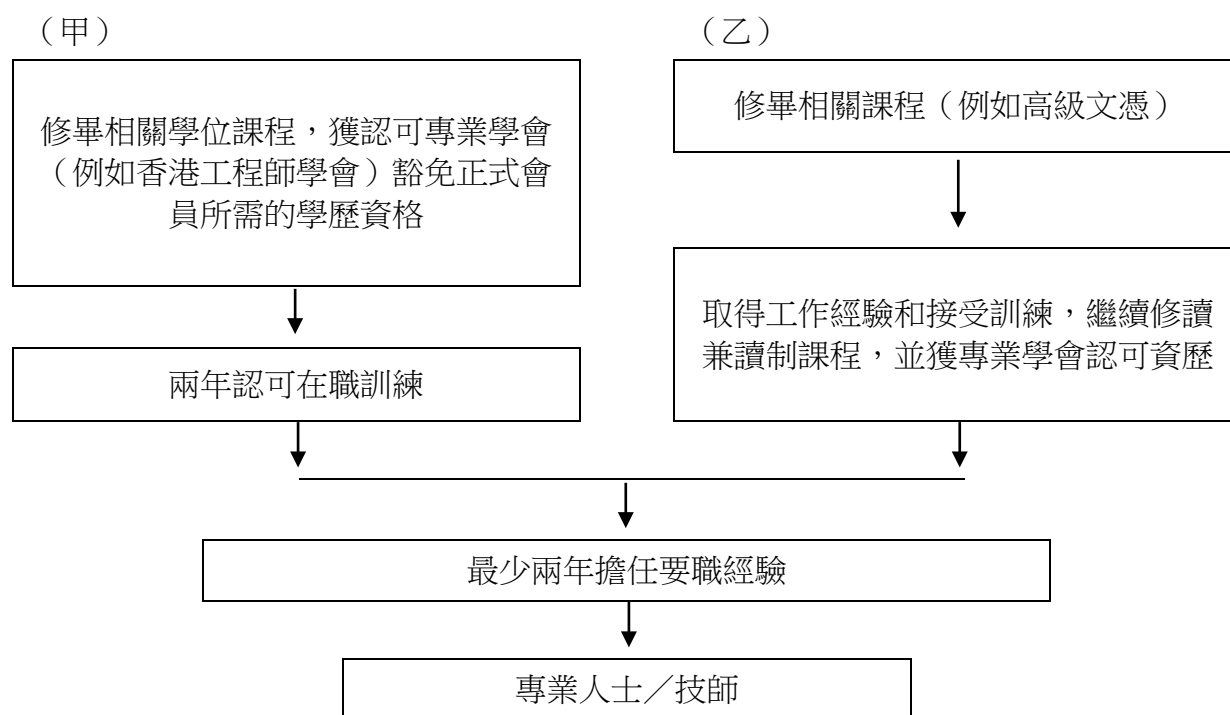 （甲）
修畢相關學位課程，獲認可專業學會
（例如香港工程師學會）豁免正式會
員所需的學歷資格
兩年認可在職訓練
（乙）
修畢相關課程（例如高級文憑）
取得工作經驗和接受訓練，繼續修讀
兼讀制課程，並獲專業學會認可資歷
最少兩年擔任要職經驗
專業人士／技師